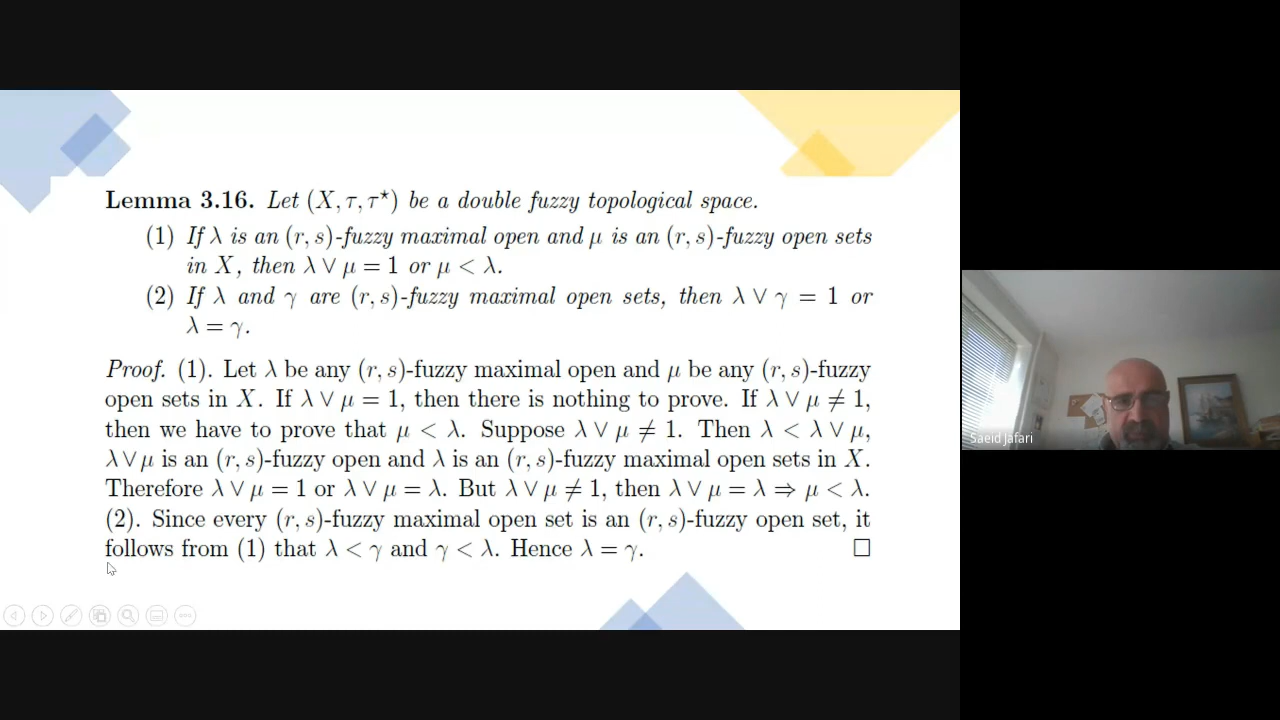 Lemma 3.16. Let (X, τ, τ⋆) be a double fuzzy topological space.
(1) If λ is an (r, s)-fuzzy maximal open and μ is an (r, s)-fuzzy open sets
in X, then λ ∨ μ = 1 or μ < λ.
(2) If λ and γ are (r, s)-fuzzy maximal open sets, then λ ∨ γ = 1 or
λ = γ.
Proof. (1). Let λ be any (r, s)-fuzzy maximal open and μ be any (r, s)-fuzzy
open sets in X. If λ ∨ μ = 1, then there is nothing to prove. If λ ∨ μ ≠ 1,
then we have to prove that μ < λ. Suppose λ ∨ μ ≠ 1. Then λ < λ ∨ μ,
λ ∨ μ is an (r, s)-fuzzy open and λ is an (r, s)-fuzzy maximal open sets in X.
Therefore λ ∨ μ = 1 or λ ∨ μ = λ. But λ ∨ μ ≠ 1, then λ ∨ μ = λ ⇒ μ < λ.
(2). Since every (r, s)-fuzzy maximal open set is an (r, s)-fuzzy open set, it
follows from (1) that λ < γ and γ < λ. Hence λ = γ. □
Saeid Jafari